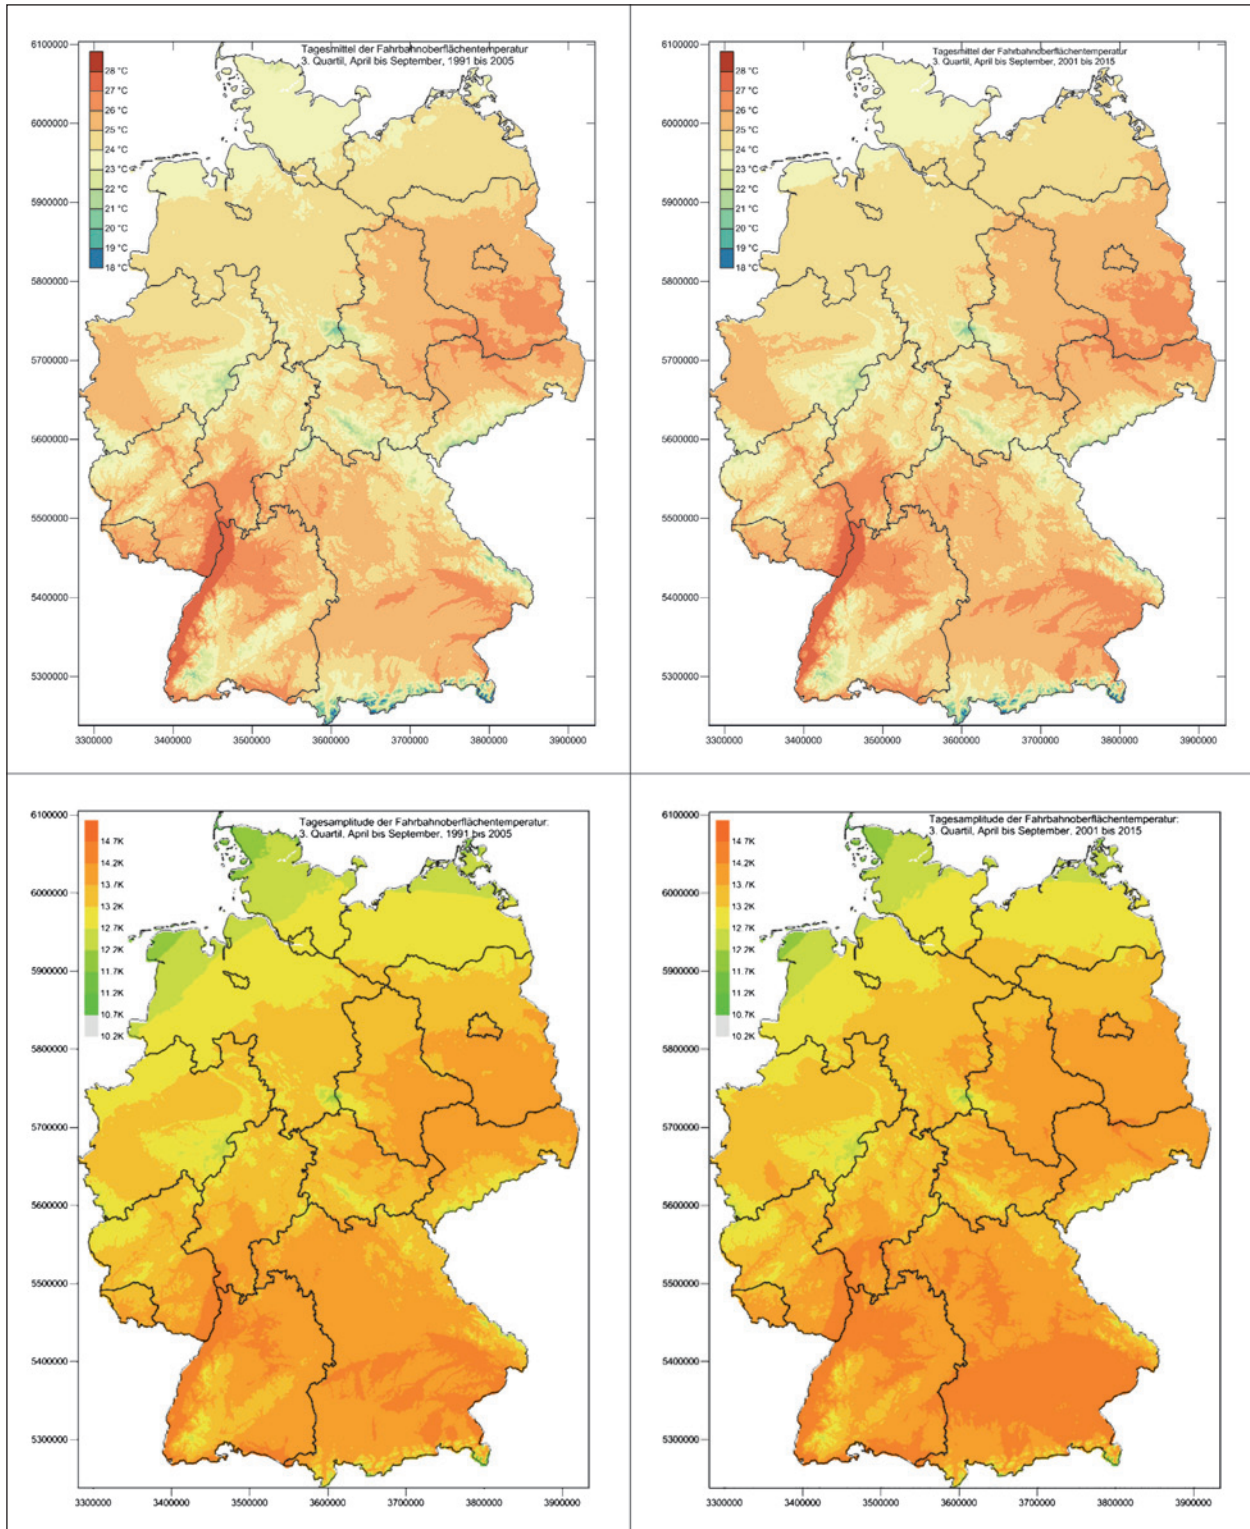 Tagesmittel der Fahrbahnoberflächentemperatur
3. Quartil, April bis September, 1991 bis 2005
6100000
6000000
5900000
5800000
5700000
5600000
5500000
5400000
5300000
28 °C
27 °C
26 °C
25 °C
24 °C
23 °C
22 °C
21 °C
20 °C
19 °C
18 °C
3300000 3400000 3500000 3600000 3700000 3800000 3900000
Tagesmittel der Fahrbahnoberflächentemperatur
3. Quartil, April bis September, 2001 bis 2015
6100000
6000000
5900000
5800000
5700000
5600000
5500000
5400000
5300000
28 °C
27 °C
26 °C
25 °C
24 °C
23 °C
22 °C
21 °C
20 °C
19 °C
18 °C
3300000 3400000 3500000 3600000 3700000 3800000 3900000
Tagesamplitude der Fahrbahnoberflächentemperatur:
3. Quartil, April bis September, 1991 bis 2005
6100000
6000000
5900000
5800000
5700000
5600000
5500000
5400000
5300000
14.7K
14.2K
13.7K
13.2K
12.7K
12.2K
11.7K
11.2K
10.7K
10.2K
3300000 3400000 3500000 3600000 3700000 3800000 3900000
Tagesamplitude der Fahrbahnoberflächentemperatur:
3. Quartil, April bis September, 2001 bis 2015
6100000
6000000
5900000
5800000
5700000
5600000
5500000
5400000
5300000
14.7K
14.2K
13.7K
13.2K
12.7K
12.2K
11.7K
11.2K
10.7K
10.2K
3300000 3400000 3500000 3600000 3700000 3800000 3900000